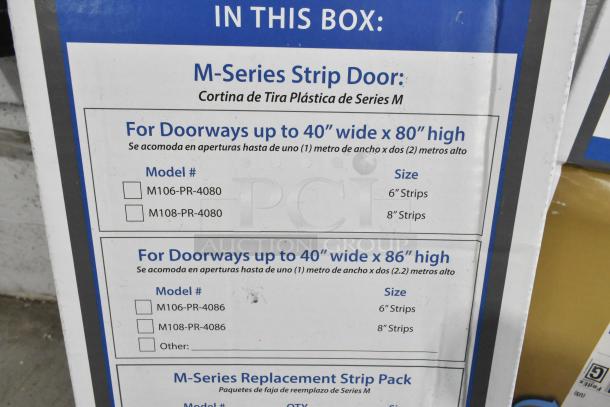 IN THIS BOX:
M-Series Strip Door:
Cortina de Tira Plástica de Series M
For Doorways up to 40" wide x 80" high
Se acomoda en aperturas hasta de uno (1) metro de ancho x dos (2) metros alto
Model # Size
M106-PR-4080 6" Strips
M108-PR-4080 8" Strips
PCI
AUCTION GROUP
For Doorways up to 40" wide x 86" high
Se acomoda en aperturas hasta de uno (1) metro de ancho x dos (2.2) metros alto
Model # Size
M106-PR-4086 6" Strips
M108-PR-4086 8" Strips
Other:
M-Series Replacement Strip Pack
Paquetes de faja de reemplazo de Series M
Model # QTY Size
FedEx
G